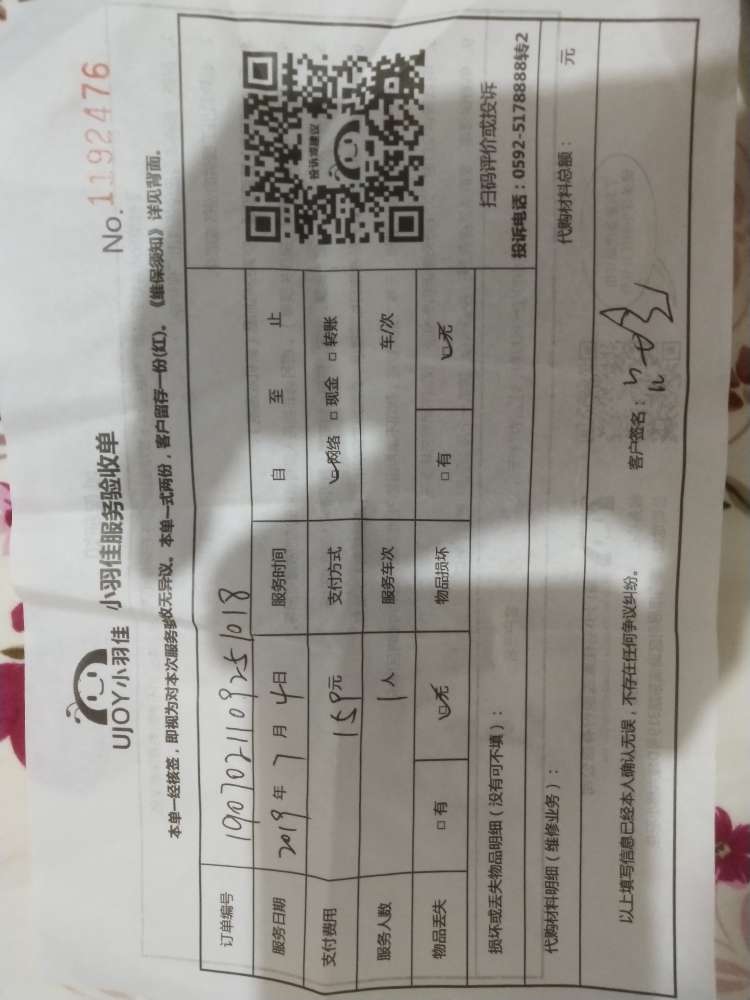 UJOY小羽佳
小羽佳服务验收单
No.1192476
本单一经核签，即视为对本次服务验收无异议。本单一式两份，客户留存一份(红)。《维保须知》详见背面。
订单编号 1907021109251018
服务日期 2019年7月4日 服务时间 自 至 止
支付费用 150元 支付方式 网络 □现金 □转账
服务人数 1人 服务车次 车/次
物品丢失 □有 □无 物品损坏 □有 □无
投诉或建议
扫码评价或投诉
投诉电话：0592-5178888转2
损坏或丢失物品明细（没有可不填）：
代购材料明细（维修业务）： 代购材料总额： 元
以上填写信息已经本人确认无误，不存在任何争议纠纷。 客户签名：